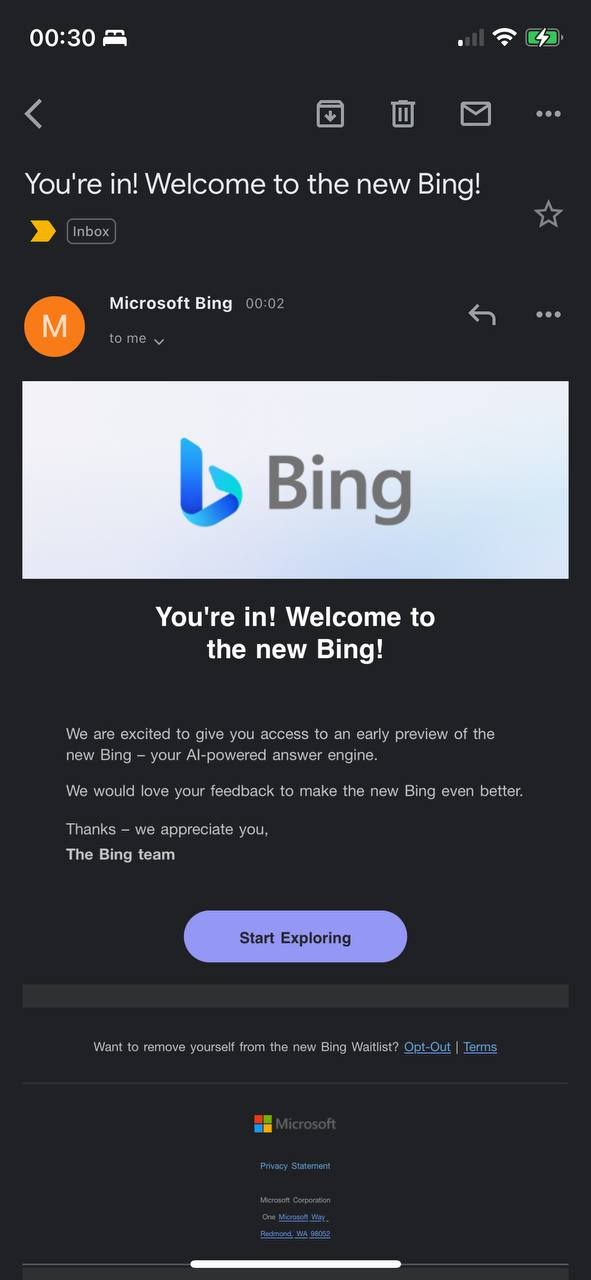 00:30
You're in! Welcome to the new Bing!
Inbox
M
Microsoft Bing 00:02
to me
Bing
You're in! Welcome to
the new Bing!
We are excited to give you access to an early preview of the
new Bing – your AI-powered answer engine.
We would love your feedback to make the new Bing even better.
Thanks – we appreciate you,
The Bing team
Start Exploring
Want to remove yourself from the new Bing Waitlist? Opt-Out | Terms
Microsoft
Privacy Statement
Microsoft Corporation
One Microsoft Way
Redmond, WA 98052